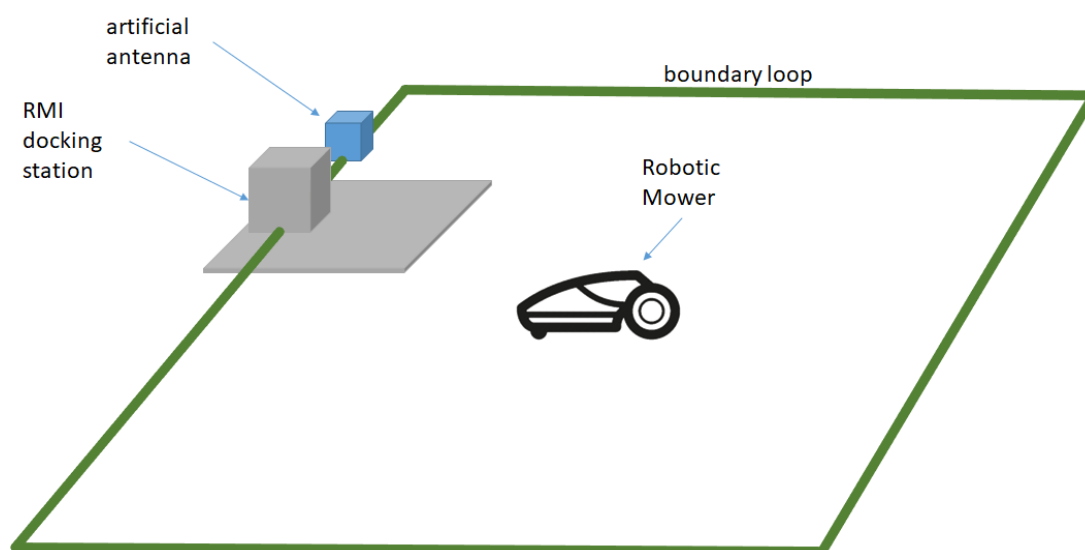 artificial
antenna
RMI
docking
station
boundary loop
Robotic
Mower